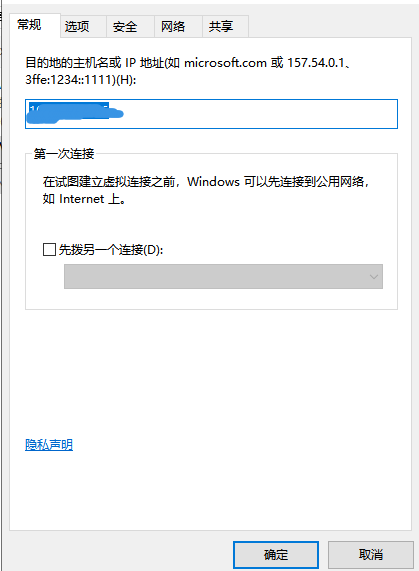 常规 选项 安全 网络 共享
目的地的主机名或 IP 地址(如 microsoft.com 或 157.54.0.1、
3ffe:1234::1111)(H):
第一次连接
在试图建立虚拟连接之前，Windows 可以先连接到公用网络，
如 Internet 上。
先拨另一个连接(D):
隐私声明
确定 取消